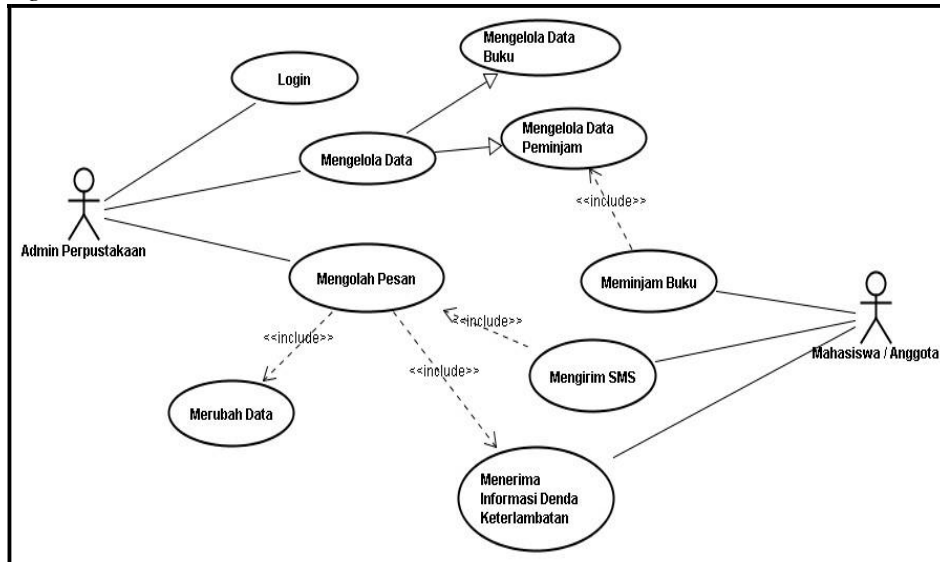 Mengelola Data
Buku
Login
Mengelola Data
Peminjam
Mengelola Data
<<include>>
Admin Perpustakaan
Mengolah Pesan
Meminjam Buku
<<include>>
<<include>>
Mahasiswa / Anggota
<<include>>
Mengirim SMS
Merubah Data
Menerima
Informasi Denda
Keterlambatan